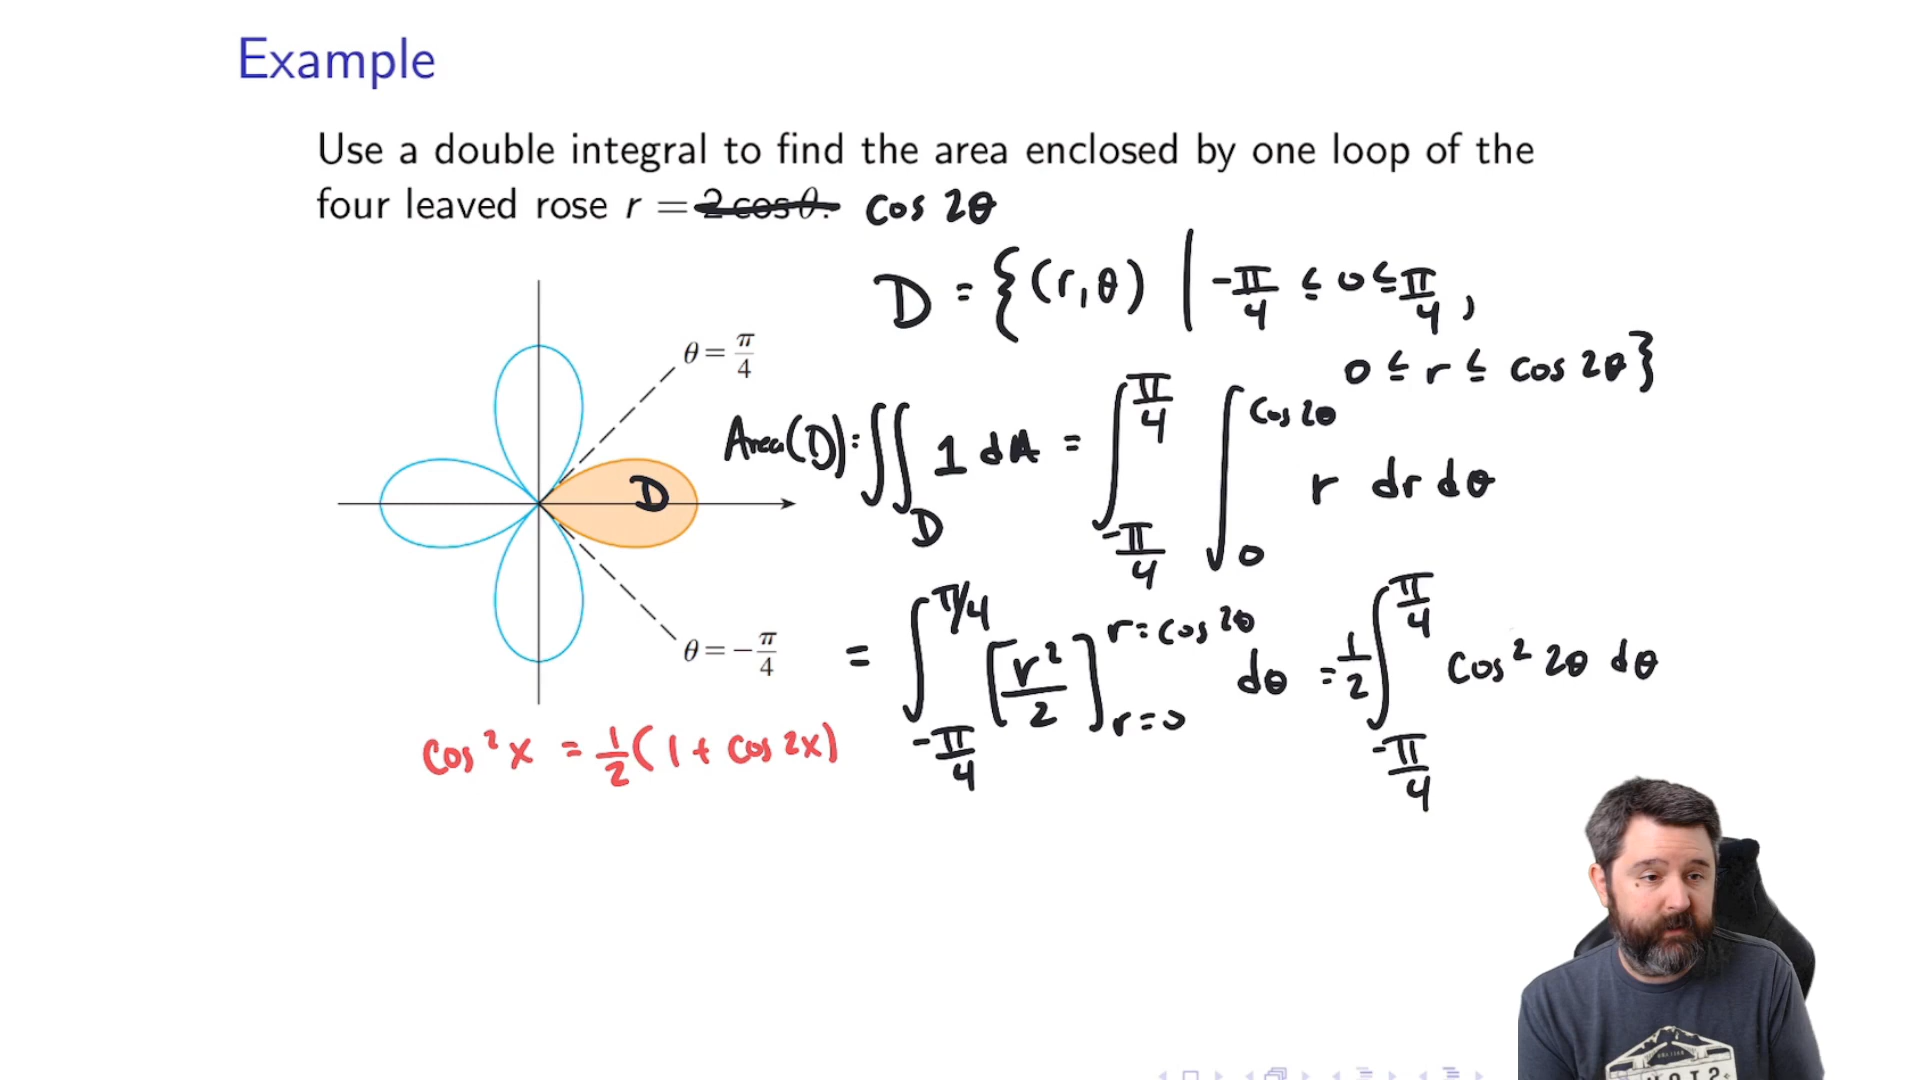 Example
Use a double integral to find the area enclosed by one loop of the
four leaved rose r = 2 cos θ. cos 2θ
D = {(r,θ) | -π/4 ≤ θ ≤ π/4,
0 ≤ r ≤ cos 2θ}
θ = π/4
Area(D) = ∬_D 1 dA = ∫_{-π/4}^{π/4} ∫_0^{cos 2θ} r dr dθ
D
= ∫_{-π/4}^{π/4} [r²/2]_{r=0}^{r=cos 2θ} dθ = 1/2 ∫_{-π/4}^{π/4} cos² 2θ dθ
θ = -π/4
cos² x = 1/2 (1 + cos 2x)